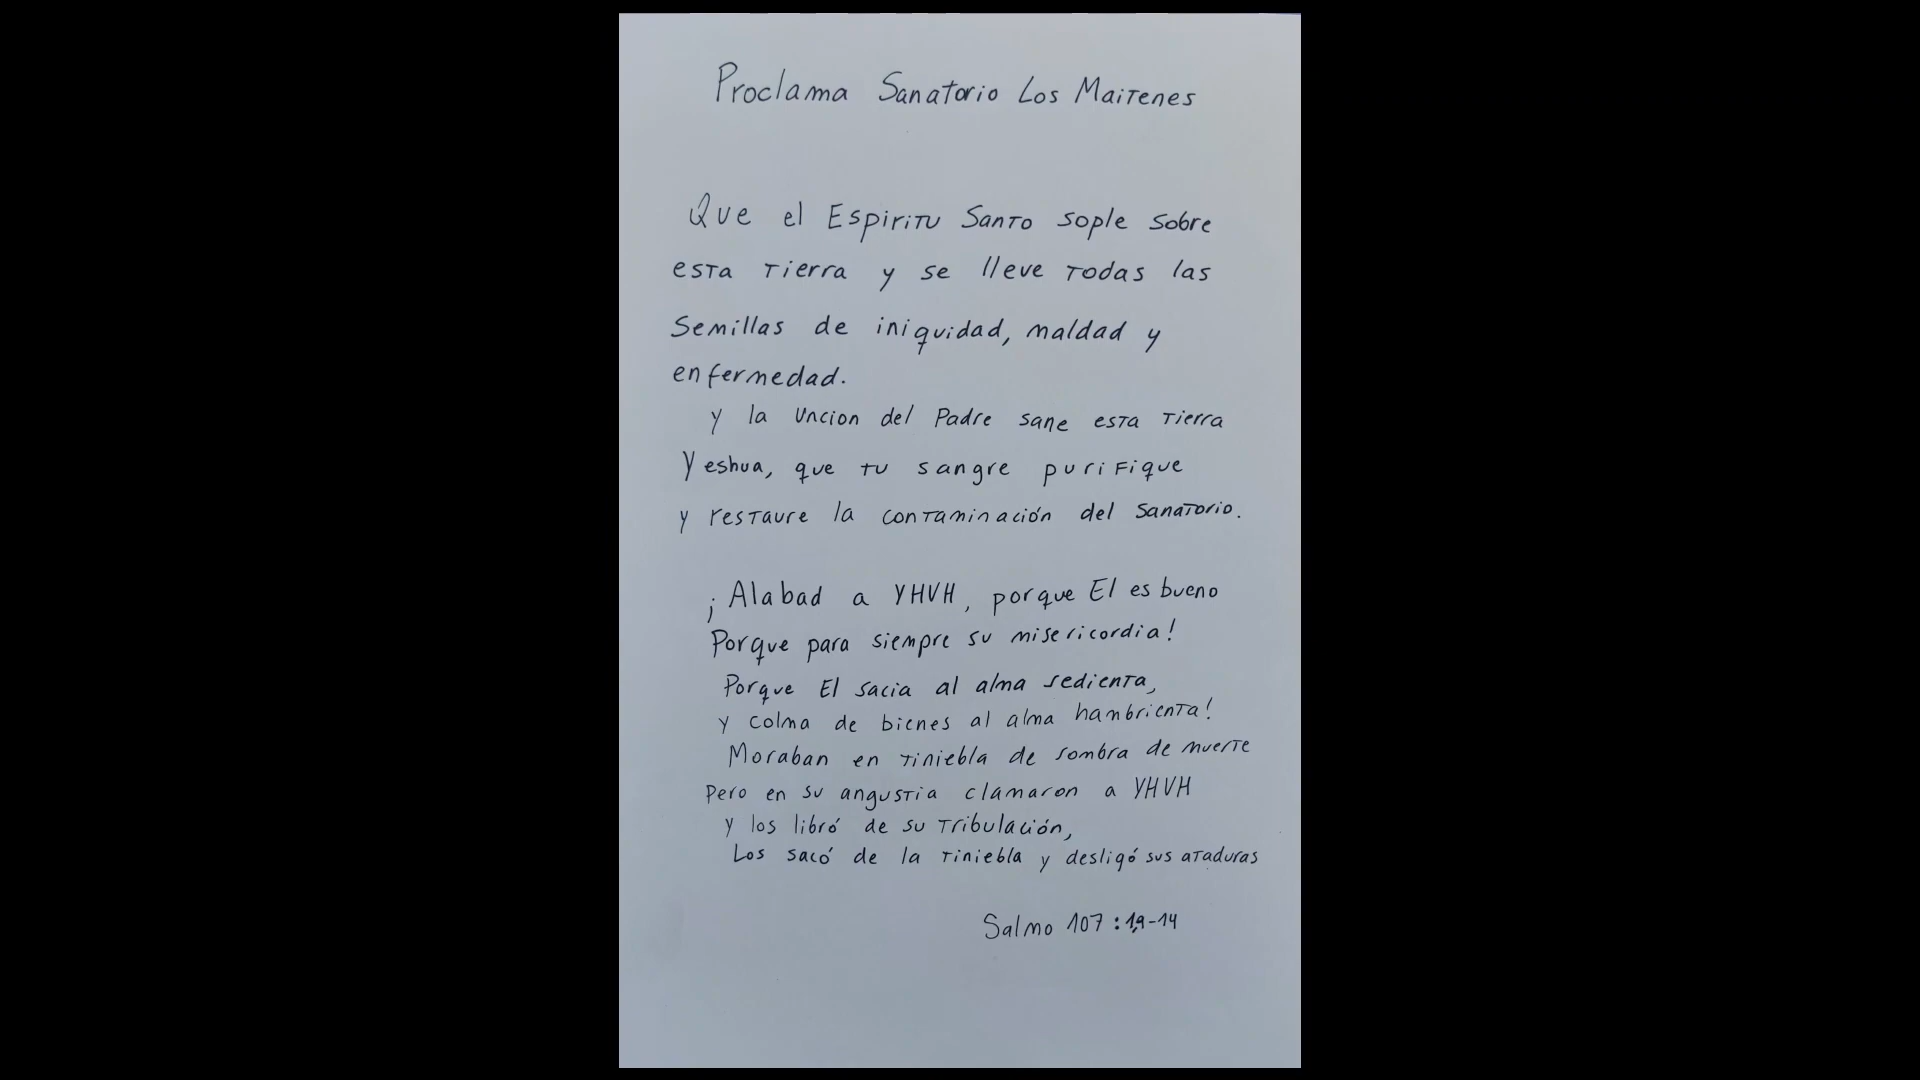 Proclama Sanatorio Los Maitenes
Que el Espiritu Santo sople sobre
esta tierra y se lleve todas las
Semillas de iniquidad, maldad y
enfermedad.
y la Uncion del Padre sane esta tierra
Yeshua, que tu sangre purifique
y restaure la contaminación del Sanatorio.
¡Alabad a YHVH, porque El es bueno
Porque para siempre su misericordia!
Porque El sacia al alma sedienta,
y colma de bienes al alma hambrienta!
Moraban en tiniebla de sombra de muerte
Pero en su angustia clamaron a YHVH
y los libró de su tribulación,
Los sacó de la tiniebla y desligó sus ataduras
Salmo 107:1,9-14